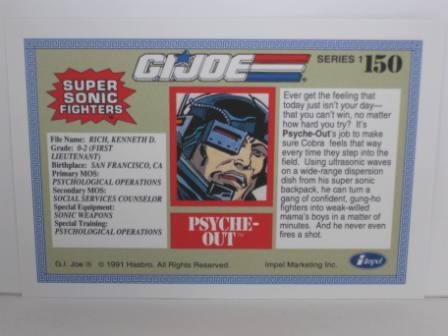 G.I.JOE
SERIES 1 150
SUPER
SONIC
FIGHTERS
File Name: RICH, KENNETH D.
Grade: 0-2 (FIRST
LIEUTENANT)
Birthplace: SAN FRANCISCO, CA
Primary MOS:
PSYCHOLOGICAL OPERATIONS
Secondary-
MOS:
SOCIAL SERVICES COUNSELOR
Special Equipment:
SONIC WEAPONS
Special Training:
PSYCHOLOGICAL OPERATIONS
PSYCHE-
OUT™
Ever get the feeling that
today just isn't your day—
that you can't win, no matter
how hard you try? It's
Psyche-Out's job to make
sure Cobra feels that way
every time they step into the
field. Using ultrasonic waves
on a wide-range dispersion
dish from his super sonic
backpack, he can turn a
gang of confident, gung-ho
fighters into weak-willed
mama's boys in a matter of
minutes. And he never even
fires a shot.
G.I. Joe ® © 1991 Hasbro. All Rights Reserved. Impel Marketing Inc. Impel